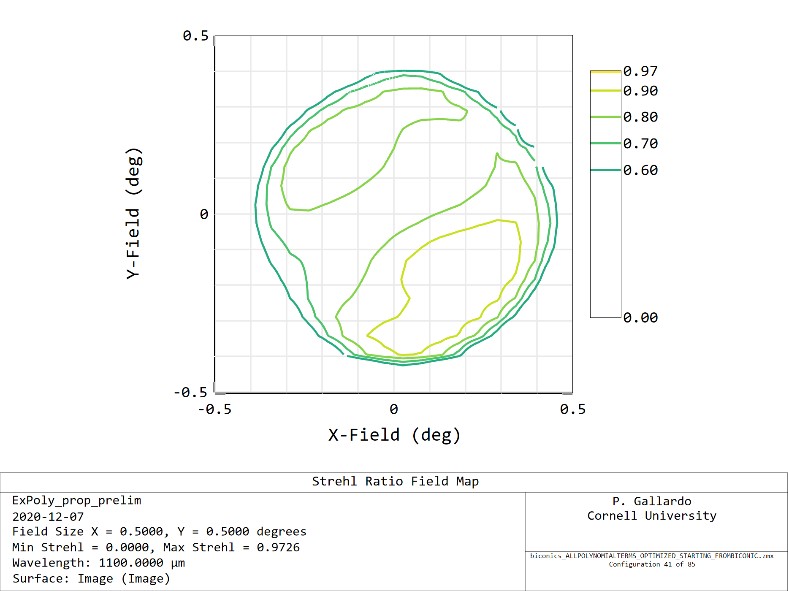 0.5
0
-0.5
Y-Field (deg)
-0.5
0
0.5
X-Field (deg)
0.97
0.90
0.80
0.70
0.60
0.00
Strehl Ratio Field Map
ExPoly_prop_prelim
2020-12-07
Field Size X = 0.5000, Y = 0.5000 degrees
Min Strehl = 0.0000, Max Strehl = 0.9726
Wavelength: 1100.0000 µm
Surface: Image (Image)
P. Gallardo
Cornell University
biconics_ALLPOLYNOMIALTERMS_OPTIMIZED_STARTING_FROMBICONIC.zmx
Configuration 41 of 85